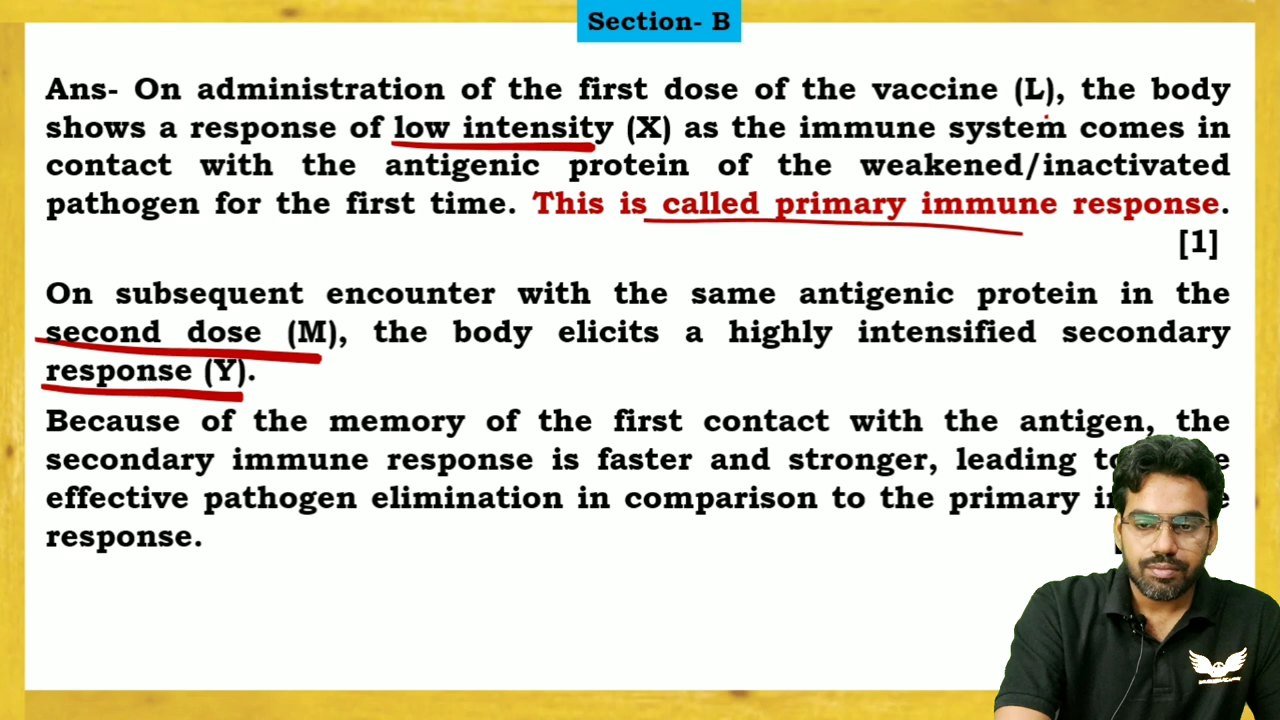 Section- B
Ans- On administration of the first dose of the vaccine (L), the body
shows a response of low intensity (X) as the immune system comes in
contact with the antigenic protein of the weakened/inactivated
pathogen for the first time. This is called primary immune response.
[1]
On subsequent encounter with the same antigenic protein in the
second dose (M), the body elicits a highly intensified secondary
response (Y).
Because of the memory of the first contact with the antigen, the
secondary immune response is faster and stronger, leading to
effective pathogen elimination in comparison to the primary
response.